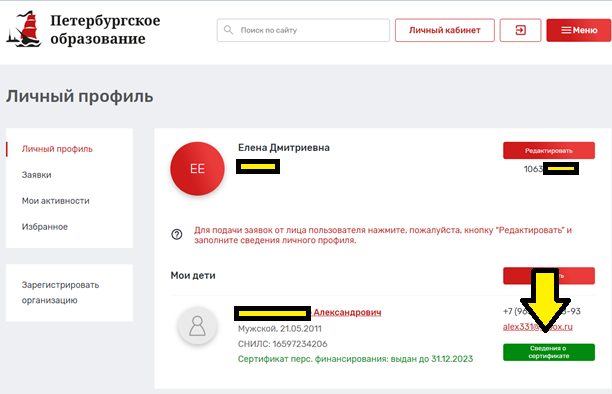 Петербургское
образование
Поиск по сайту
Личный кабинет
Меню
Личный профиль
Личный профиль
Заявки
Мои активности
Избранное
Зарегистрировать
организацию
ЕЕ
Елена Дмитриевна
Редактировать
1063
Для подачи заявок от лица пользователя нажмите, пожалуйста, кнопку "Редактировать" и
заполните сведения личного профиля.
Мои дети
Александрович
Мужской, 21.05.2011
СНИЛС: 16597234206
Сертификат перс. финансирования: выдан до 31.12.2023
+7 (96
-93
alex331@
ox.ru
Сведения о
сертификате